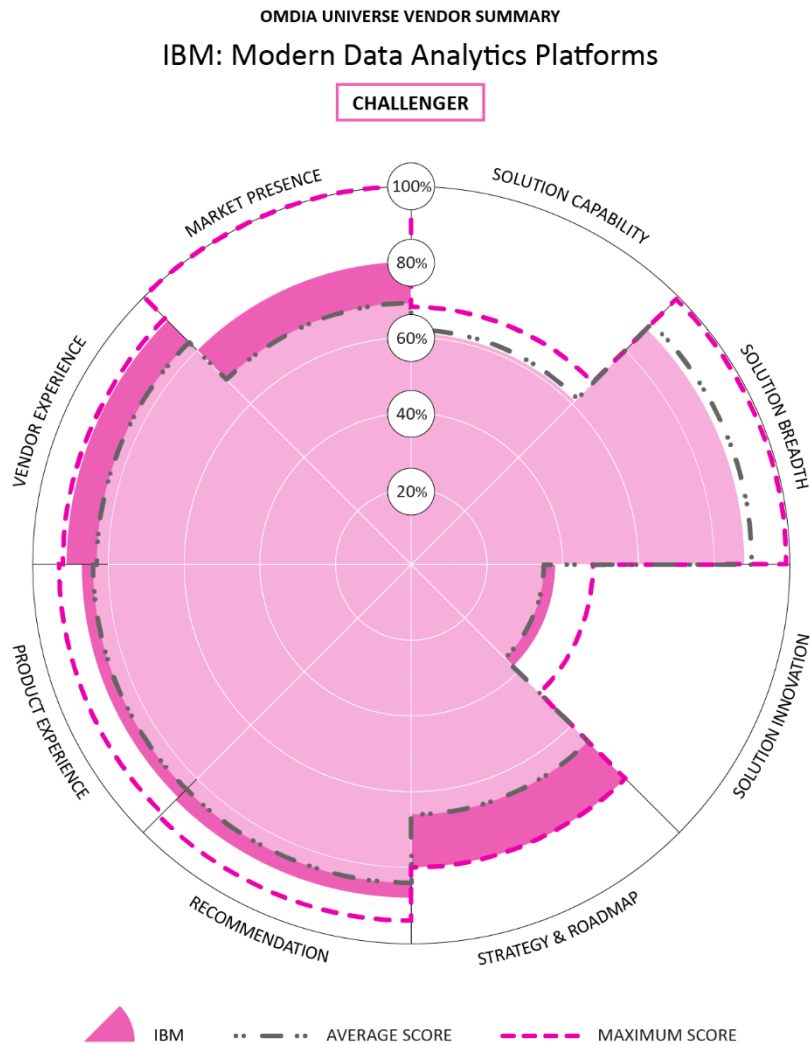 OMDIA UNIVERSE VENDOR SUMMARY
IBM: Modern Data Analytics Platforms
CHALLENGER
MARKET PRESENCE
SOLUTION CAPABILITY
100%
80%
60%
40%
20%
VENDOR EXPERIENCE
SOLUTION BREADTH
PRODUCT EXPERIENCE
SOLUTION INNOVATION
RECOMMENDATION
STRATEGY & ROADMAP
IBM
AVERAGE SCORE
MAXIMUM SCORE